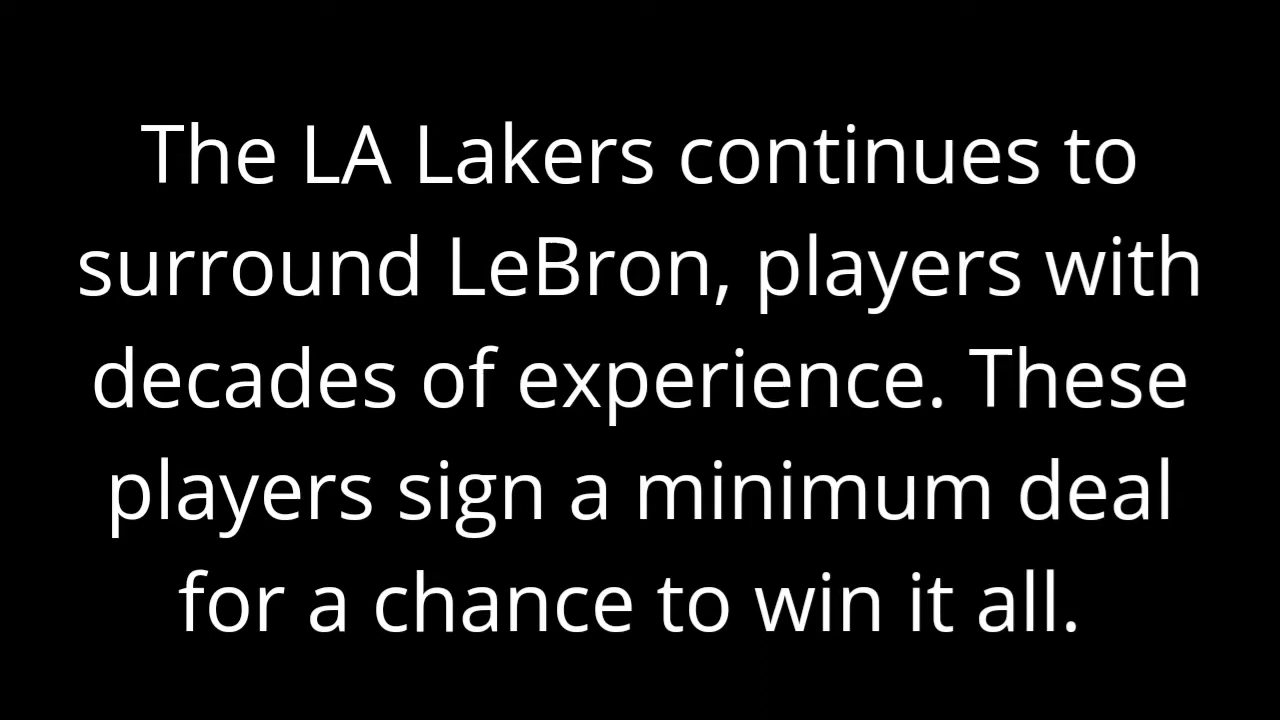 The LA Lakers continues to
surround LeBron, players with
decades of experience. These
players sign a minimum deal
for a chance to win it all.